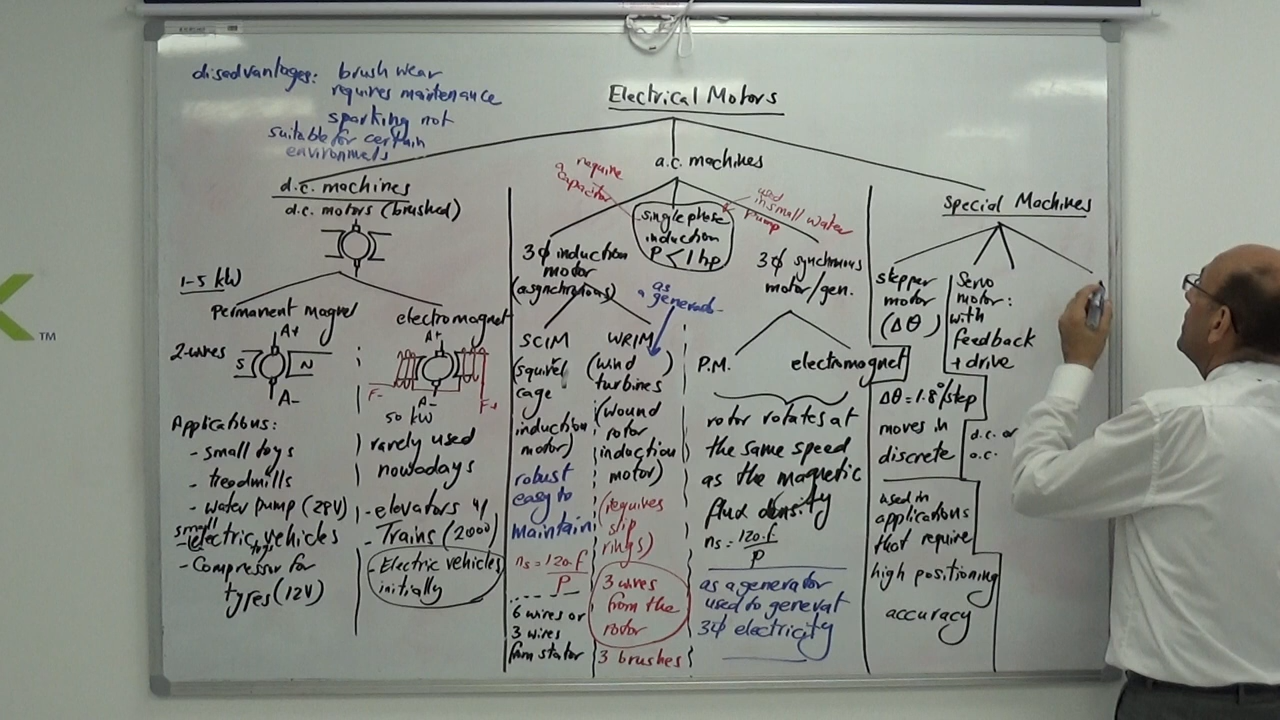 disadvantages: brush wear
requires maintenance
sparking not
suitable for certain
environmets
Electrical Motors
d.c. machines
d.c. motors (brushed)
1-5 kW
permanent magnet
2-wires
A+
S
N
A-
Applications:
- small toys
- treadmills
- water pump (28V)
small
- electric vehicles
toy
- Compressor for
tyres (12V)
electromagnet
A+
F-
A-
F+
50 kW
rarely used
nowadays
- elevators
- Trains (2000)
- Electric vehicles
initially
a.c. machines
require
a capacitor
single phase
induction
P < 1 hp
used
in small water
pump
3φ induction
motor
(asynchronous)
as
a generato
SCIM
(squirrel
cage
induction
motor)
robust
easy to
maintain
ns = 120.f
P
6 wires or
3 wires
from stator
WRIM
(wind
turbines
(wound
rotor
induction
motor)
(requires
slip
rings)
3 wires
from the
rotor
3 brushes
3φ synchronous
motor/gen.
P.M.
electromagnet
rotor rotates at
the same speed
as the magnetic
flux density
ns = 120.f
P
as a generator
used to generat
3φ electricity
Special Machines
stepper
motor
(Δθ)
Δθ = 1.8°/step
moves in
discrete
used in
applications
that require
high positioning
accuracy
Servo
motor:
with
feedback
+ drive
d.c. or
a.c.
TM